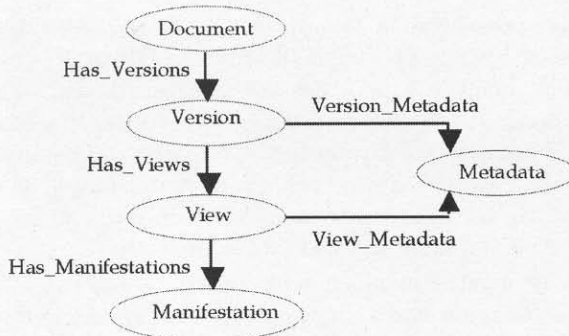 Document
Has_Versions
Version_Metadata
Version
Has_Views
Metadata
View
View_Metadata
Has_Manifestations
Manifestation